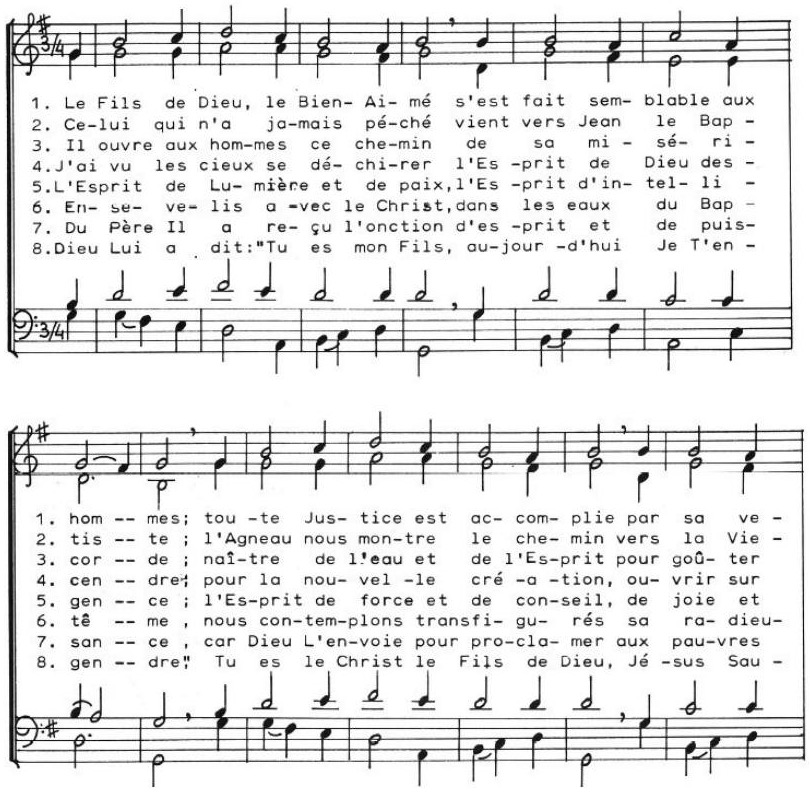 3/4
1. Le Fils de Dieu, le Bien- Ai- mé s'est fait sem- blable aux
2. Ce-lui qui n'a ja-mais pé-ché vient vers Jean le Bap -
3. Il ouvre aux hom-mes ce che-min de sa mi - sé- ri -
4.J'ai vu les cieux se dé- chi-rer l'Es -prit de Dieu des -
5.L'Esprit de Lu- mière et de paix,l'Es -prit d'in- tel- li -
6. En- se- ve- lis a -vec le Christ,dans les eaux du Bap -
7. Du Père Il a re- çu l'onction d'es -prit et de puis-
8.Dieu Lui a dit:"Tu es mon Fils, au-jour -d'hui Je T'en -
3/4
1. hom -- mes; tou -te Jus- tice est ac- com- plie par sa ve -
2. tis -- te ; l'Agneau nous mon-tre le che- min vers la Vie -
3. cor -- de ; naî-tre de l'eau et de l'Es-prit pour goû- ter
4. cen -- dre; pour la nou- vel -le cré -a -tion, ou- vrir sur
5. gen -- ce ; l'Es-prit de force et de con-seil, de joie et
6. tê -- me , nous con-tem-plons transfi- gu- rés sa ra- dieu-
7. san -- ce , car Dieu L'en-voie pour pro-cla- mer aux pau-vres
8. gen -- dre". Tu es le Christ le Fils de Dieu, Jé -sus Sau -